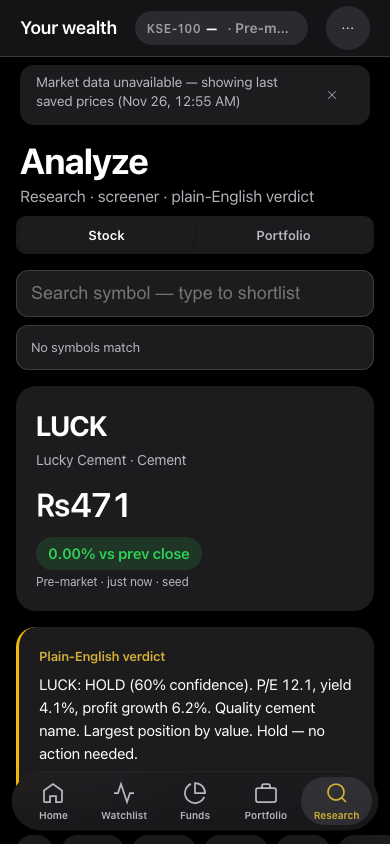 Your wealth
KSE-100 — · Pre-m...
...
Market data unavailable — showing last
saved prices (Nov 26, 12:55 AM)
×
Analyze
Research · screener · plain-English verdict
Stock
Portfolio
Search symbol — type to shortlist
No symbols match
LUCK
Lucky Cement · Cement
Rs471
0.00% vs prev close
Pre-market · just now · seed
Plain-English verdict
LUCK: HOLD (60% confidence). P/E 12.1, yield
4.1%, profit growth 6.2%. Quality cement
name. Largest position by value. Hold — no
action needed.
Home
Watchlist
Funds
Portfolio
Research